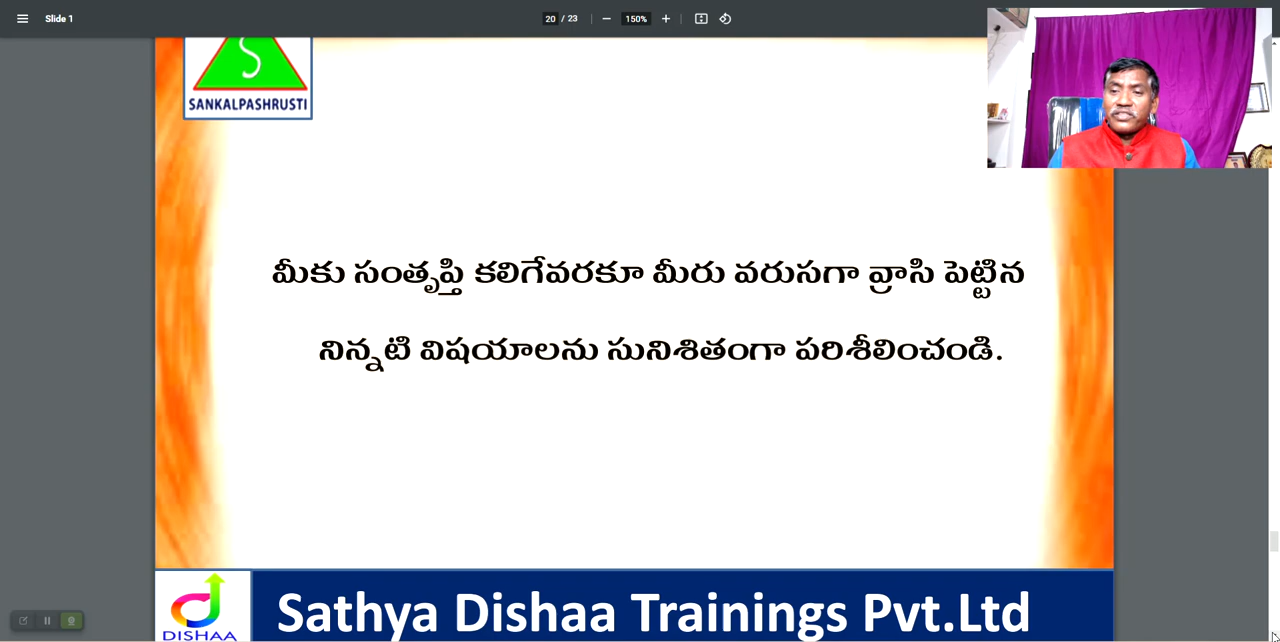 Slide 1
20 / 23
150%
S
SANKALPASHRUSTI
మీకు సంతృప్తి కలిగేవరకూ మీరు వరుసగా వ్రాసి పెట్టిన
నిన్నటి విషయాలను సునిశితంగా పరిశీలించండి.
DISHAA
Sathya Dishaa Trainings Pvt.Ltd